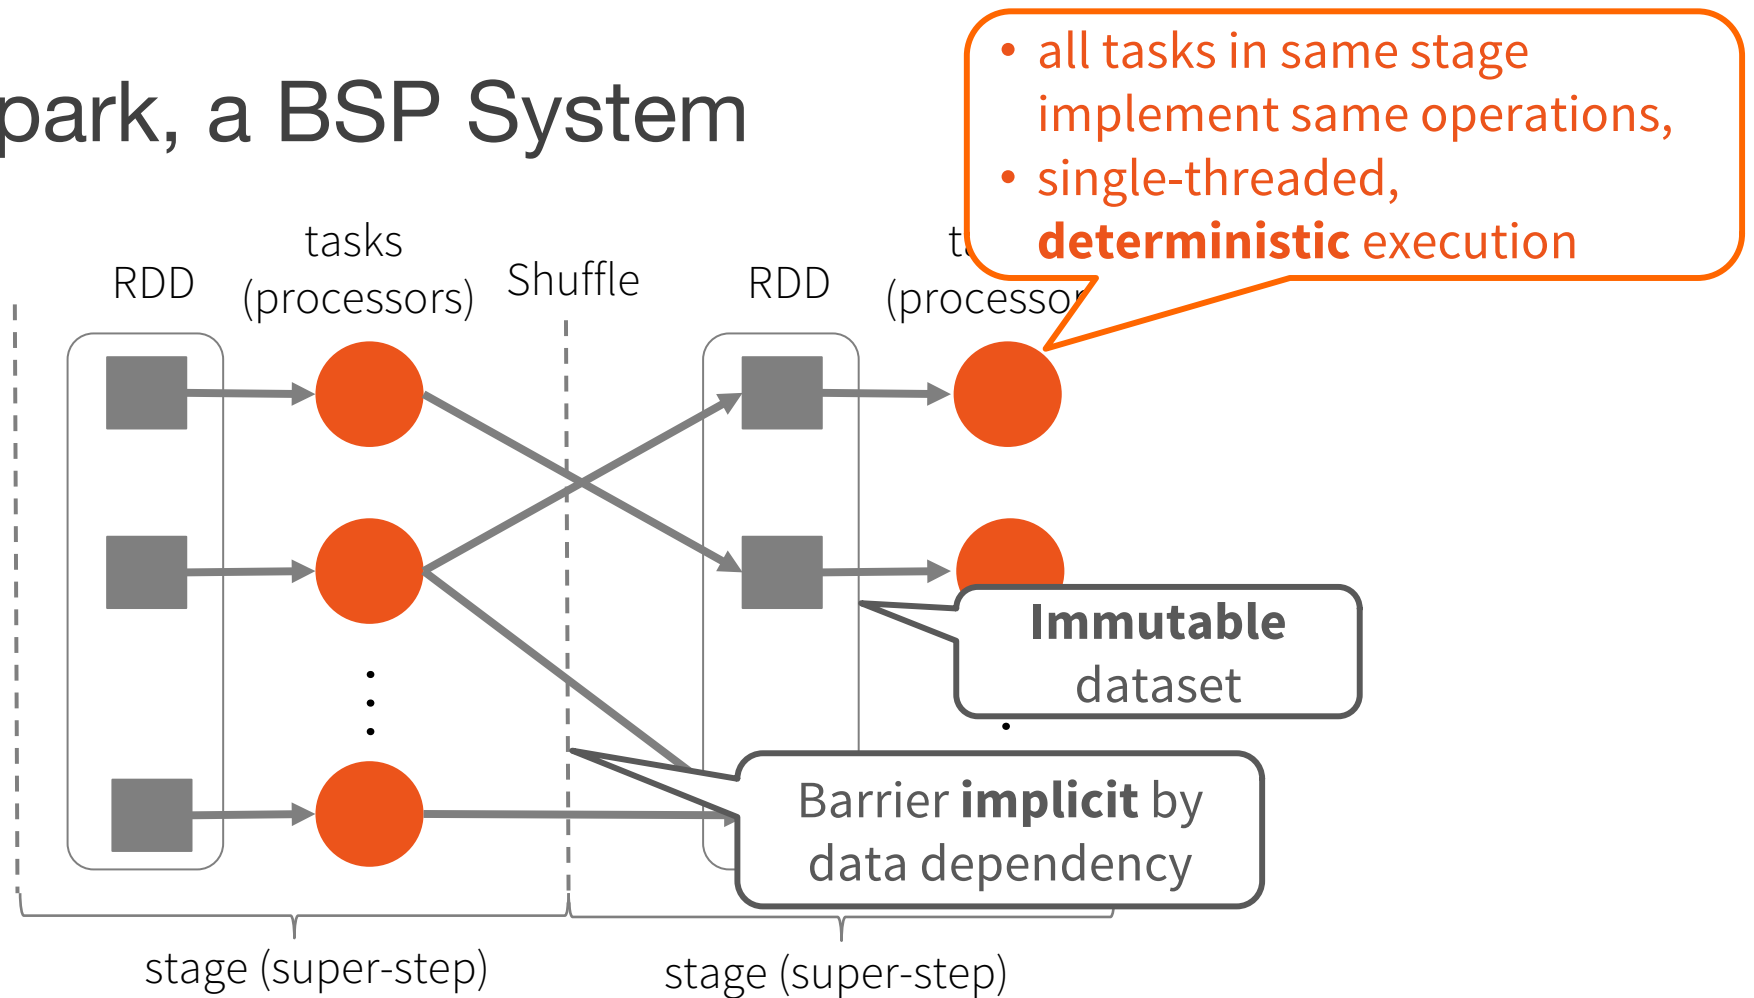 park, a BSP System
• all tasks in same stage
implement same operations,
• single-threaded,
deterministic execution
RDD
tasks
(processors)
Shuffle
RDD
(processor
Immutable
dataset
Barrier implicit by
data dependency
stage (super-step)
stage (super-step)